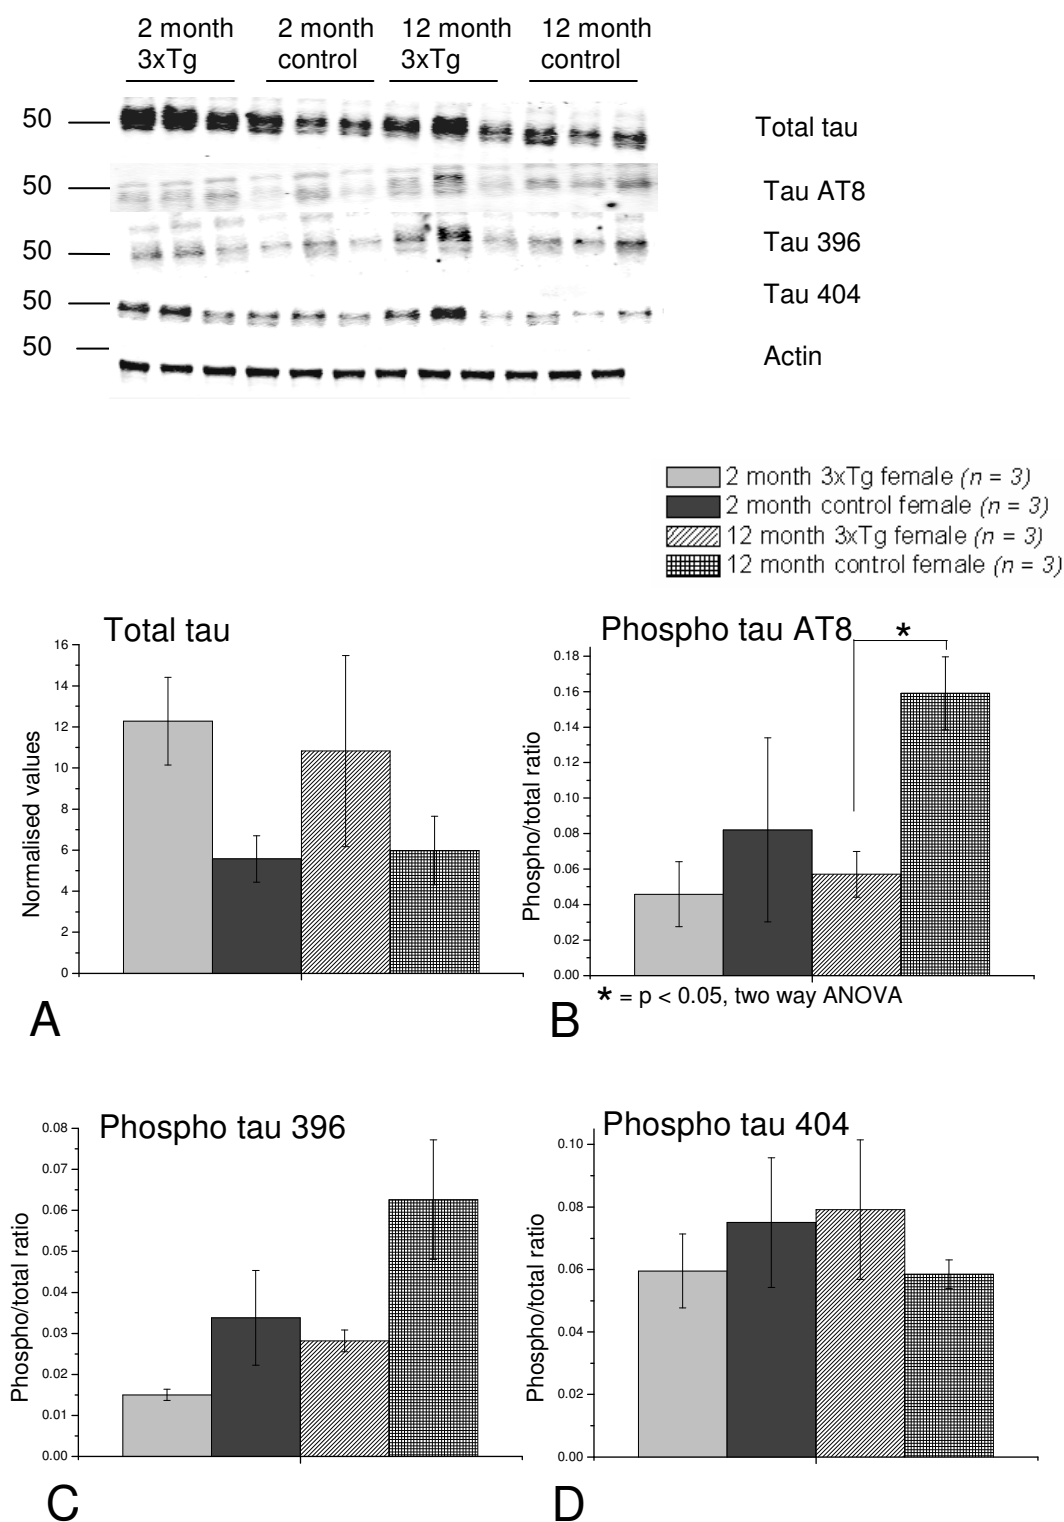 2 month 2 month 12 month 12 month
3xTg control 3xTg control
50 Total tau
50 Tau AT8
50 Tau 396
50 Tau 404
50 Actin
2 month 3xTg female (n = 3)
2 month control female (n = 3)
12 month 3xTg female (n = 3)
12 month control female (n = 3)
Total tau
Normalised values
16
14
12
10
8
6
4
2
0
A
Phospho tau AT8
*
Phospho/total ratio
0.18
0.16
0.14
0.12
0.10
0.08
0.06
0.04
0.02
0.00
* = p < 0.05, two way ANOVA
B
Phospho tau 396
Phospho/total ratio
0.08
0.07
0.06
0.05
0.04
0.03
0.02
0.01
0.00
C
Phospho tau 404
Phospho/total ratio
0.10
0.08
0.06
0.04
0.02
0.00
D